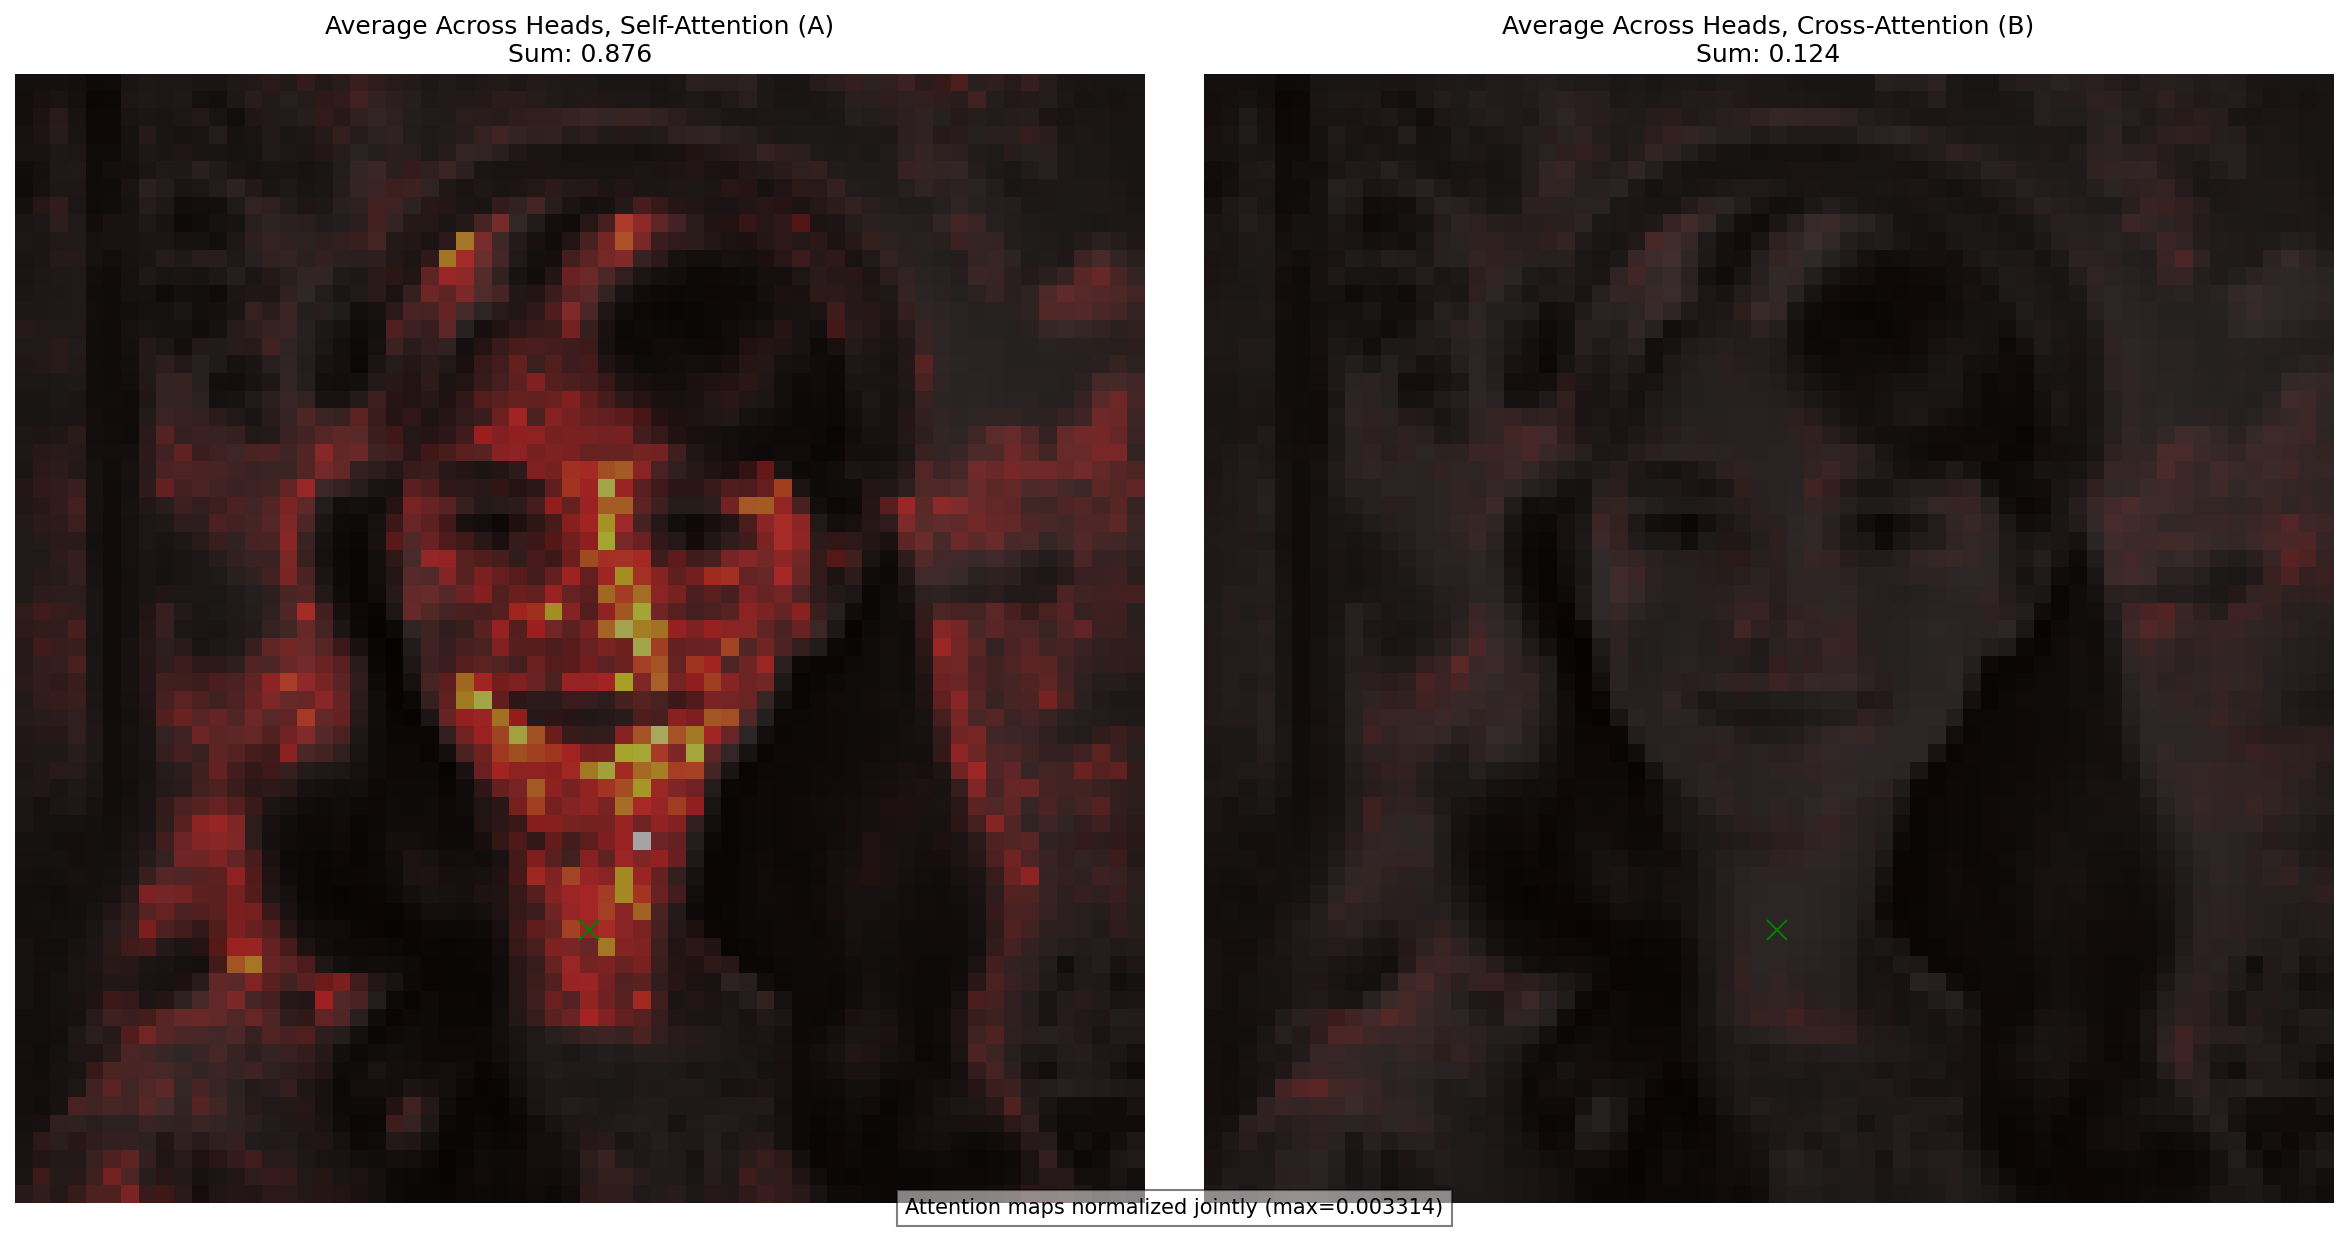 Average Across Heads, Self-Attention (A)
Sum: 0.876
Average Across Heads, Cross-Attention (B)
Sum: 0.124
Attention maps normalized jointly (max=0.003314)